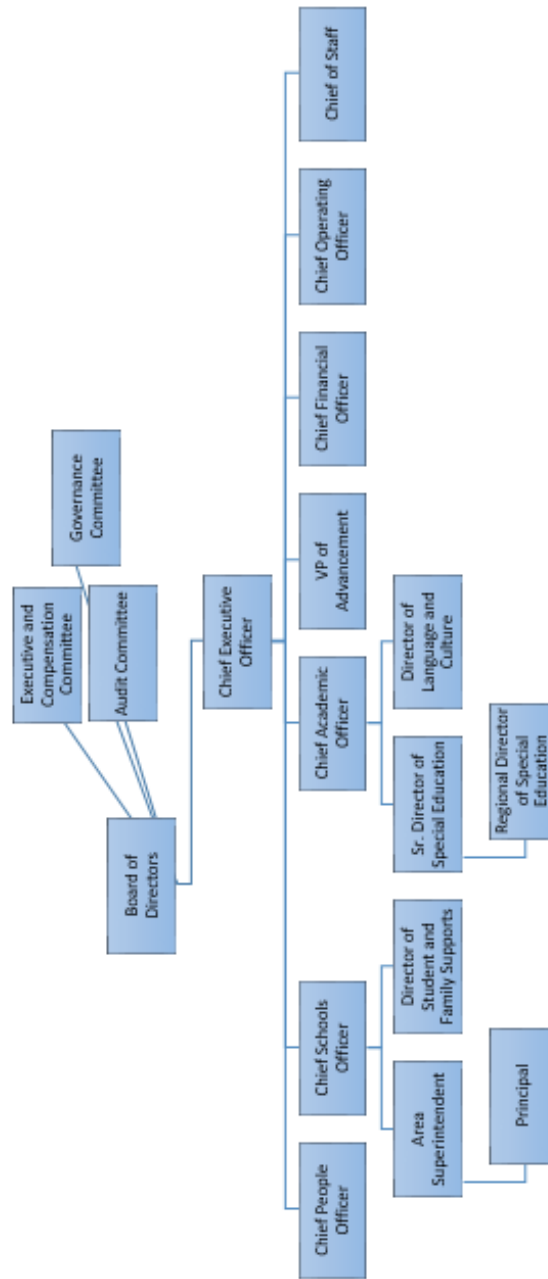 Executive and
Compensation
Committee
Governance
Committee
Audit Committee
Board of
Directors
Chief Executive
Officer
Chief People
Officer
Chief Schools
Officer
Chief Academic
Officer
VP of
Advancement
Chief Financial
Officer
Chief Operating
Officer
Chief of Staff
Area
Superintendent
Director of
Student and
Family Supports
Sr. Director of
Special Education
Director of
Language and
Culture
Principal
Regional Director
of Special
Education